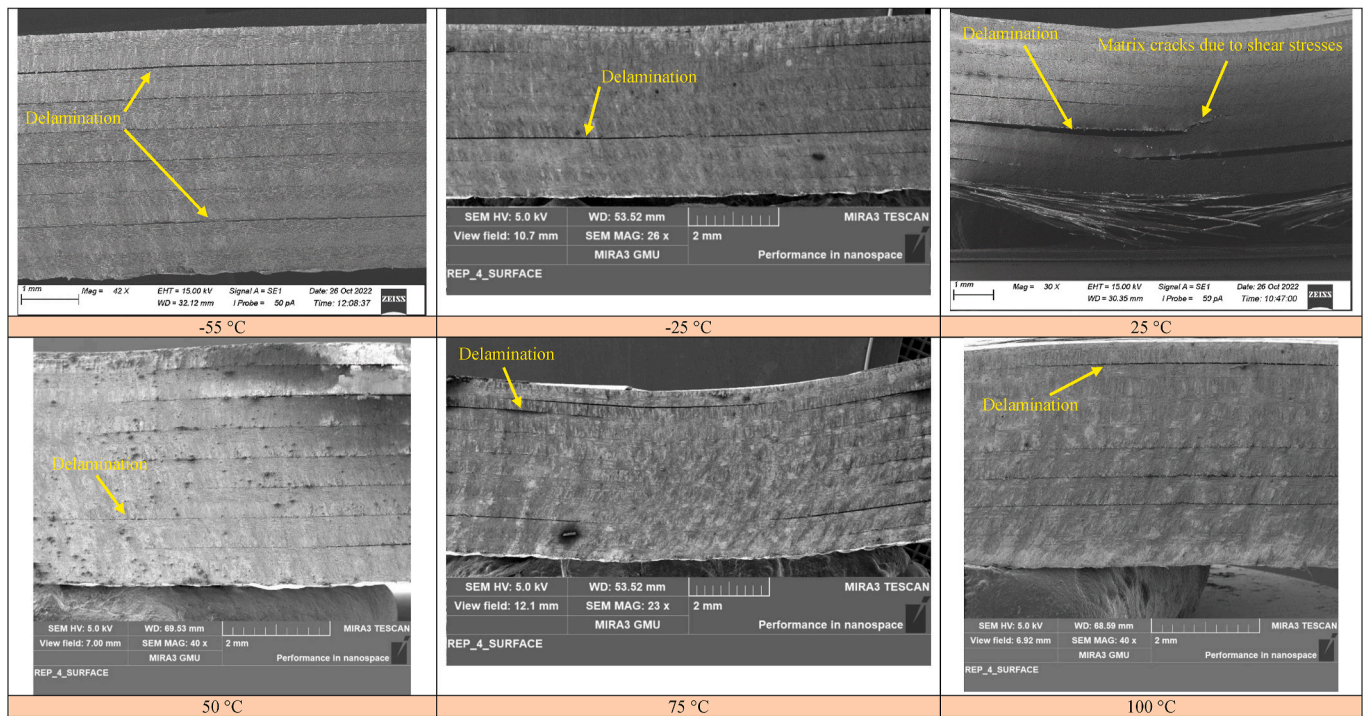 Delamination
1 mm
Mag = 42 X
EHT = 15.00 kV
Signal A = SE1
Date: 26 Oct 2022
WD = 32.12 mm
I Probe = 50 pA
Time: 12:08:37
ZEISS
-55 °C
Delamination
SEM HV: 5.0 kV
WD: 53.52 mm
MIRA3 TESCAN
View field: 10.7 mm
SEM MAG: 26 x
2 mm
MIRA3 GMU
Performance in nanospace
REP_4_SURFACE
-25 °C
Delamination
Matrix cracks due to shear stresses
1 mm
Mag = 30 X
EHT = 15.00 kV
Signal A = SE1
Date: 26 Oct 2022
WD = 30.35 mm
I Probe = 50 pA
Time: 10:47:00
ZEISS
25 °C
Delamination
SEM HV: 5.0 kV
WD: 69.53 mm
MIRA3 TESCAN
View field: 7.00 mm
SEM MAG: 40 x
2 mm
MIRA3 GMU
Performance in nanospace
REP_4_SURFACE
50 °C
Delamination
SEM HV: 5.0 kV
WD: 53.52 mm
MIRA3 TESCAN
View field: 12.1 mm
SEM MAG: 23 x
2 mm
MIRA3 GMU
Performance in nanospace
REP_4_SURFACE
75 °C
Delamination
SEM HV: 5.0 kV
WD: 68.59 mm
MIRA3 TESCAN
View field: 6.92 mm
SEM MAG: 40 x
2 mm
MIRA3 GMU
Performance in nanospace
REP_4_SURFACE
100 °C